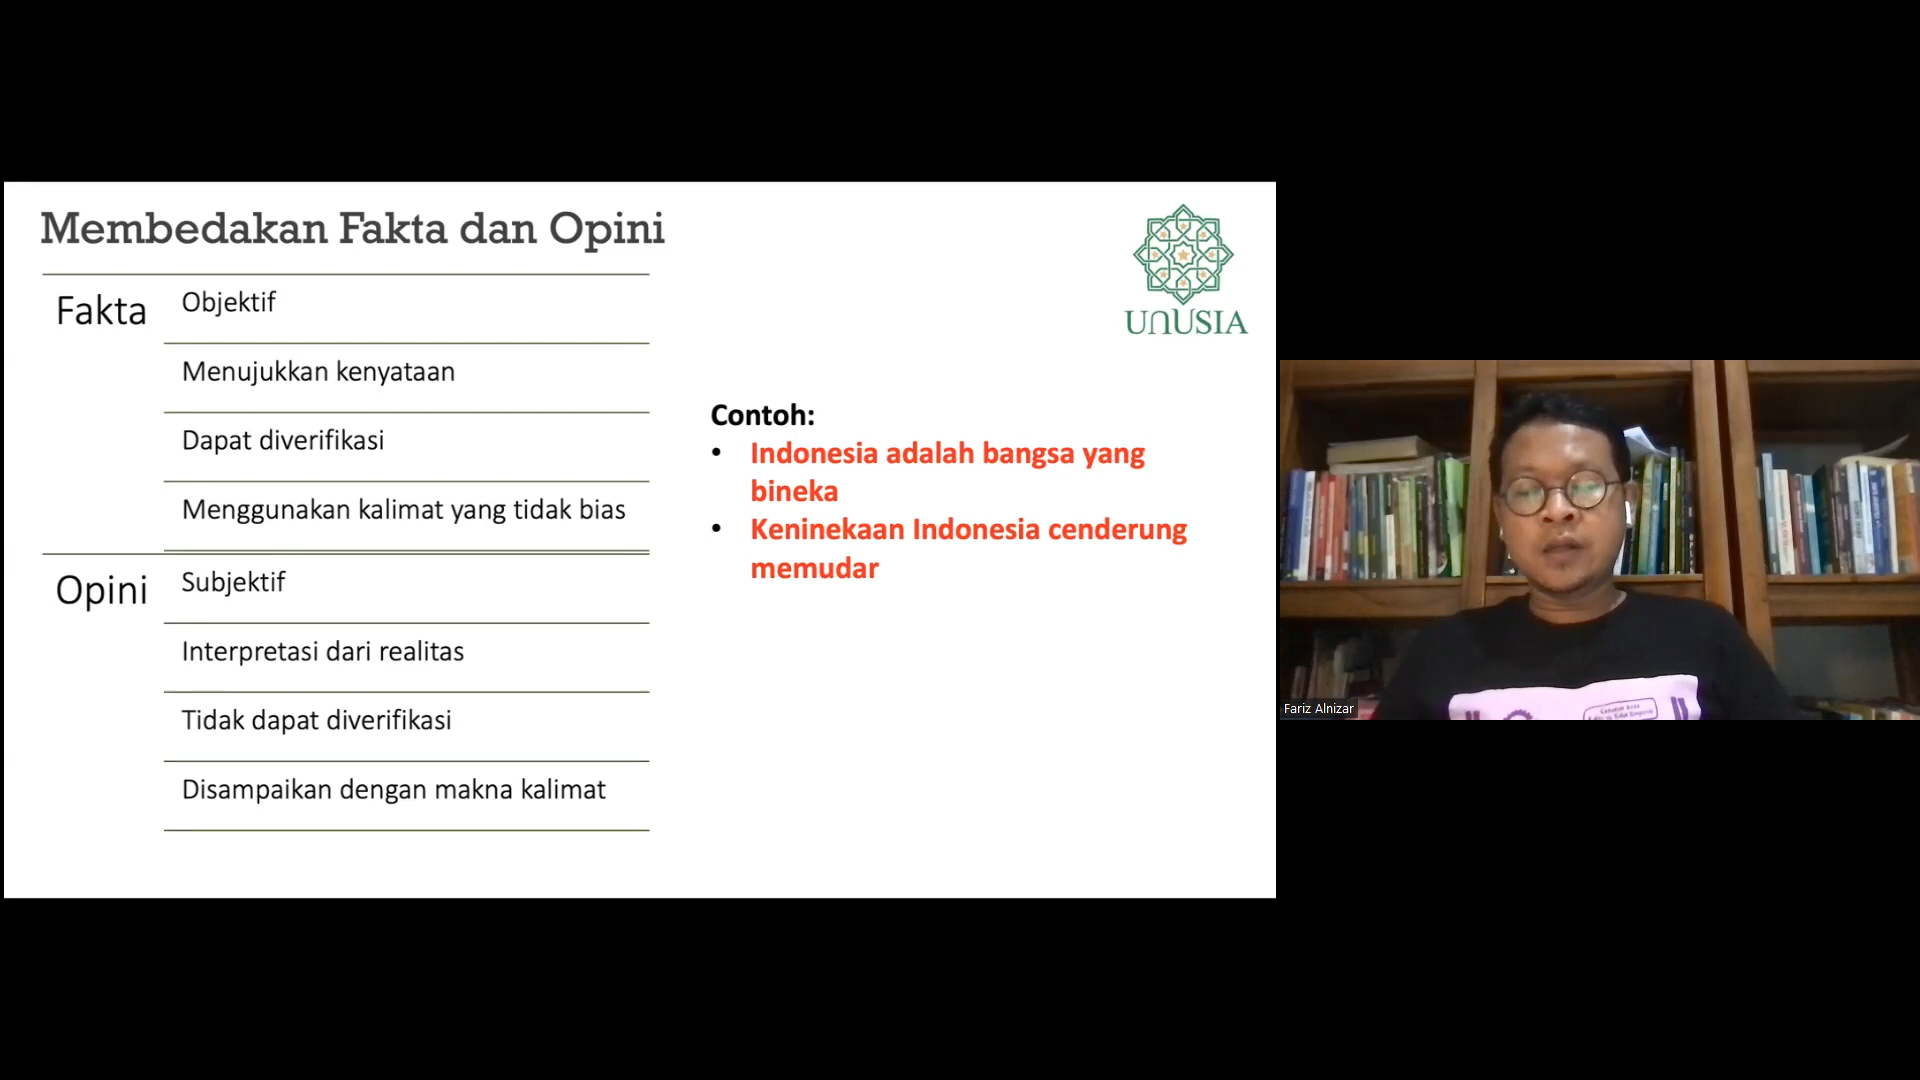 Membedakan Fakta dan Opini
Fakta
Objektif
Menujukkan kenyataan
Dapat diverifikasi
Menggunakan kalimat yang tidak bias
Opini
Subjektif
Interpretasi dari realitas
Tidak dapat diverifikasi
Disampaikan dengan makna kalimat
UNUSIA
Contoh:
• Indonesia adalah bangsa yang
bineka
• Keninekaan Indonesia cenderung
memudar
Fariz Alnizar